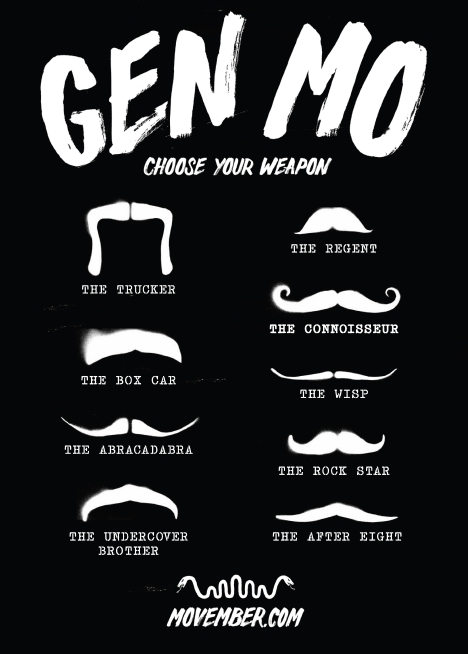 GEN MO
CHOOSE YOUR WEAPON
THE TRUCKER
THE BOX CAR
THE ABRACADABRA
THE UNDERCOVER
BROTHER
THE REGENT
THE CONNOISSEUR
THE WISP
THE ROCK STAR
THE AFTER EIGHT
MOVEMBER.COM